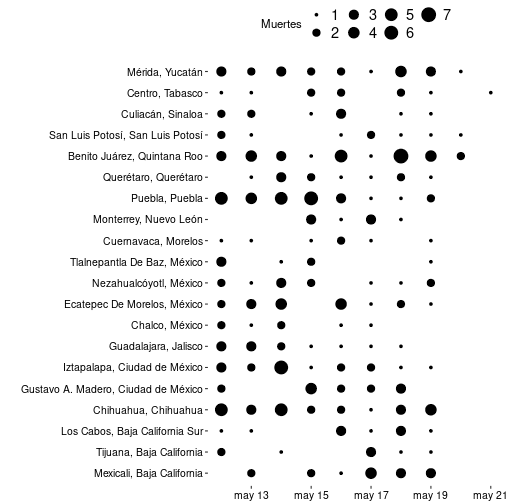 Muertes 1 3 5 7
2 4 6
Mérida, Yucatán
Centro, Tabasco
Culiacán, Sinaloa
San Luis Potosí, San Luis Potosí
Benito Juárez, Quintana Roo
Querétaro, Querétaro
Puebla, Puebla
Monterrey, Nuevo León
Cuernavaca, Morelos
Tlalnepantla De Baz, México
Nezahualcóyotl, México
Ecatepec De Morelos, México
Chalco, México
Guadalajara, Jalisco
Iztapalapa, Ciudad de México
Gustavo A. Madero, Ciudad de México
Chihuahua, Chihuahua
Los Cabos, Baja California Sur
Tijuana, Baja California
Mexicali, Baja California
may 13 may 15 may 17 may 19 may 21